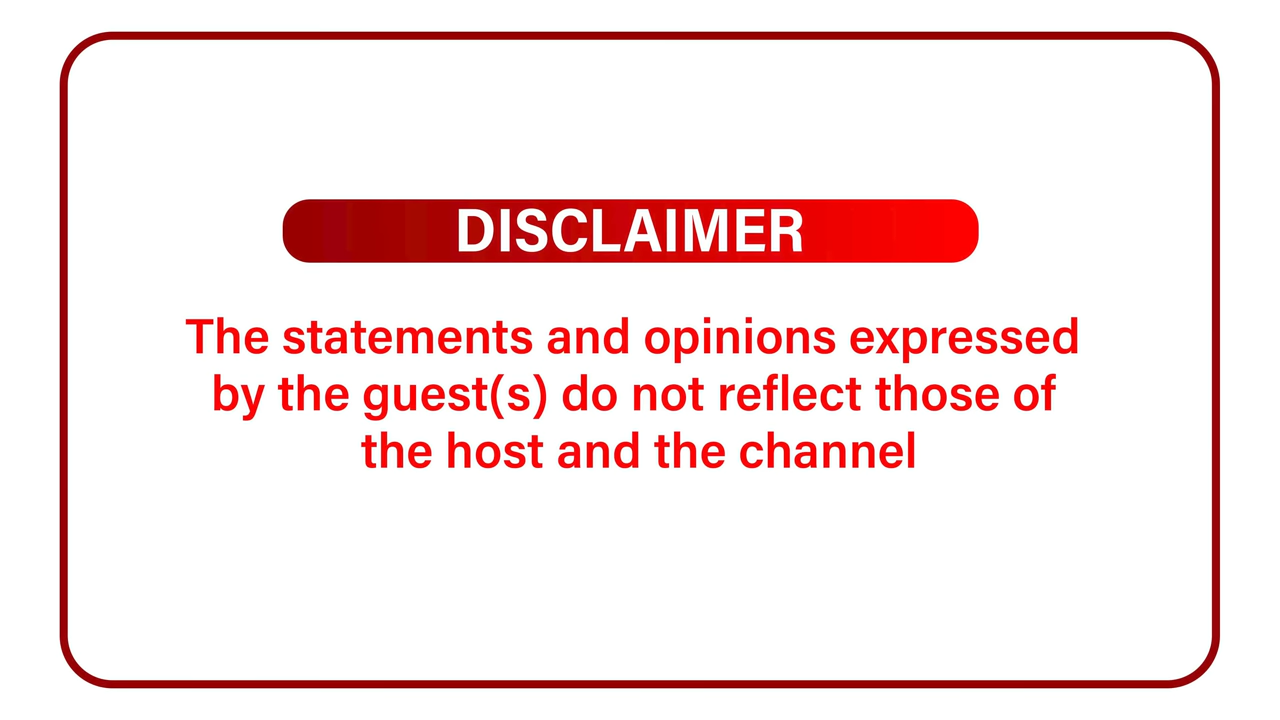 DISCLAIMER
The statements and opinions expressed
by the guest(s) do not reflect those of
the host and the channel